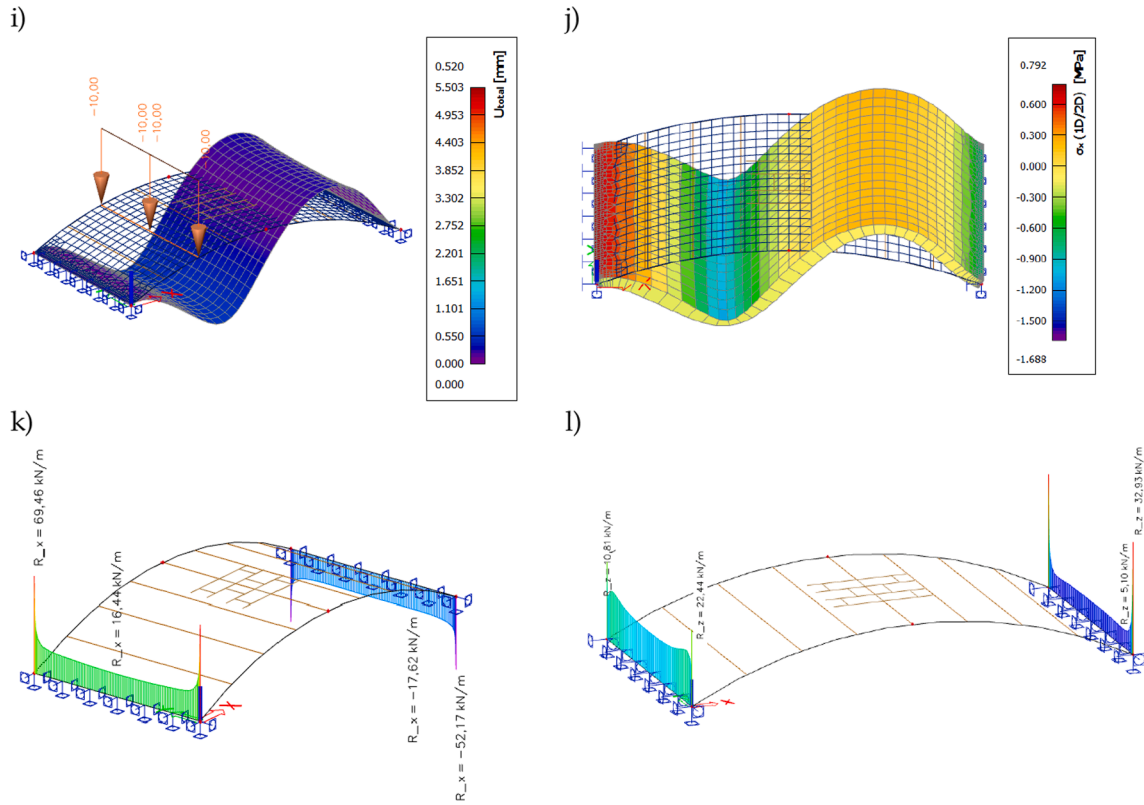 i)
j)
-10,00
-10,00
-10,00
0,00
X
U_total [mm]
0.520
5.503
4.953
4.403
3.852
3.302
2.752
2.201
1.651
1.101
0.550
0.000
0.000
X
σ_x (1D/2D) [MPa]
0.792
0.600
0.300
0.000
-0.300
-0.600
-0.900
-1.200
-1.500
-1.688
k)
l)
R_x = 69,46 kN/m
R_x = 16,44 kN/m
R_x = -17,62 kN/m
R_x = -52,17 kN/m
X
R_z = 10,81 kN/m
R_z = 22,44 kN/m
R_z = 5,10 kN/m
R_z = 32,93 kN/m
X